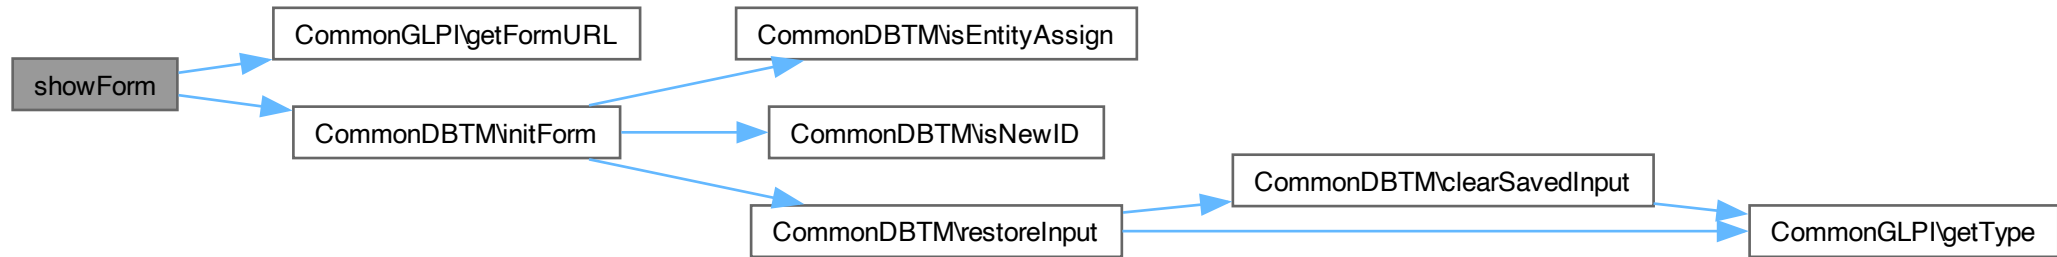 showForm
CommonGLPI\getFormURL
CommonDBTM\initForm
CommonDBTM\isEntityAssign
CommonDBTM\isNewID
CommonDBTM\restoreInput
CommonDBTM\clearSavedInput
CommonGLPI\getType